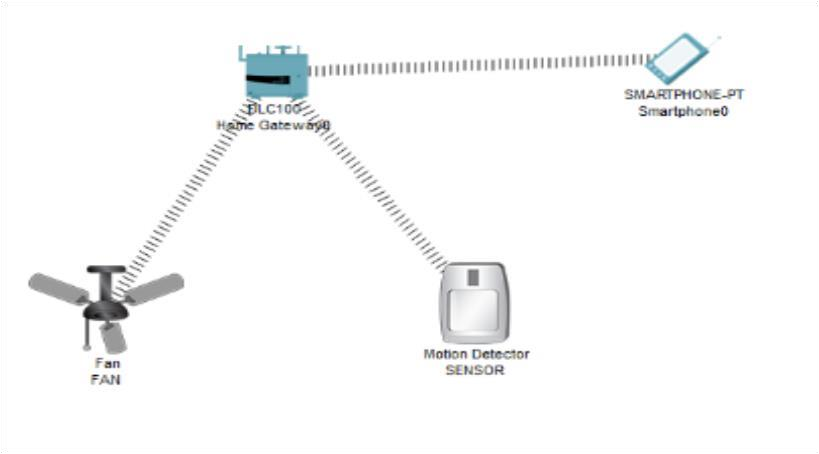 DLC100
Home Gateway0
SMARTPHONE-PT
Smartphone0
Fan
FAN
Motion Detector
SENSOR